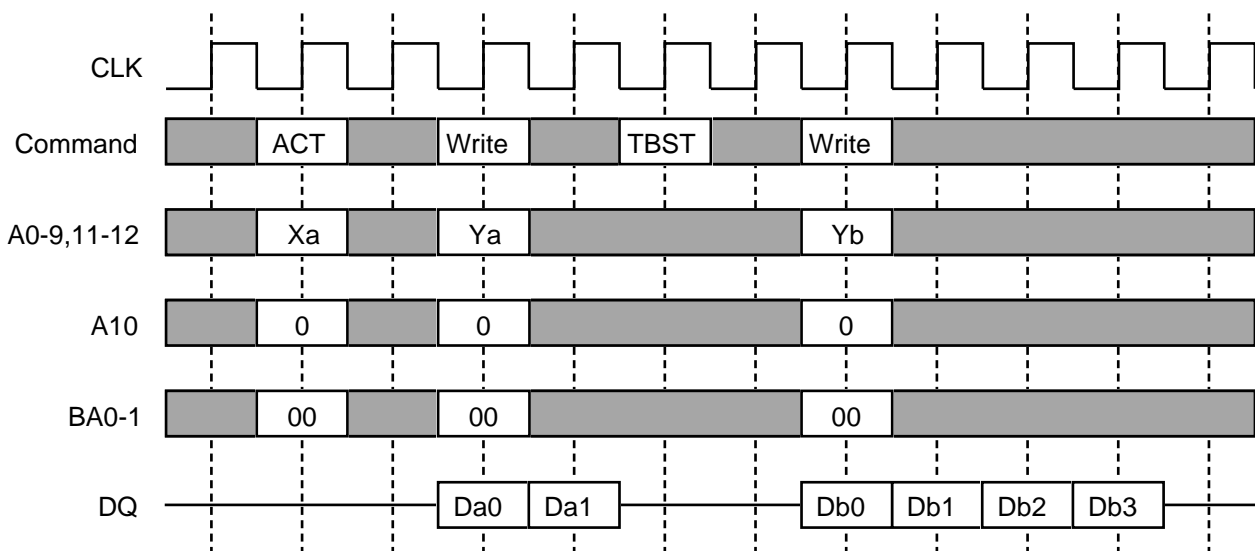 CLK
Command ACT Write TBST Write
A0-9,11-12 Xa Ya Yb
A10 0 0 0
BA0-1 00 00 00
DQ Da0 Da1 Db0 Db1 Db2 Db3